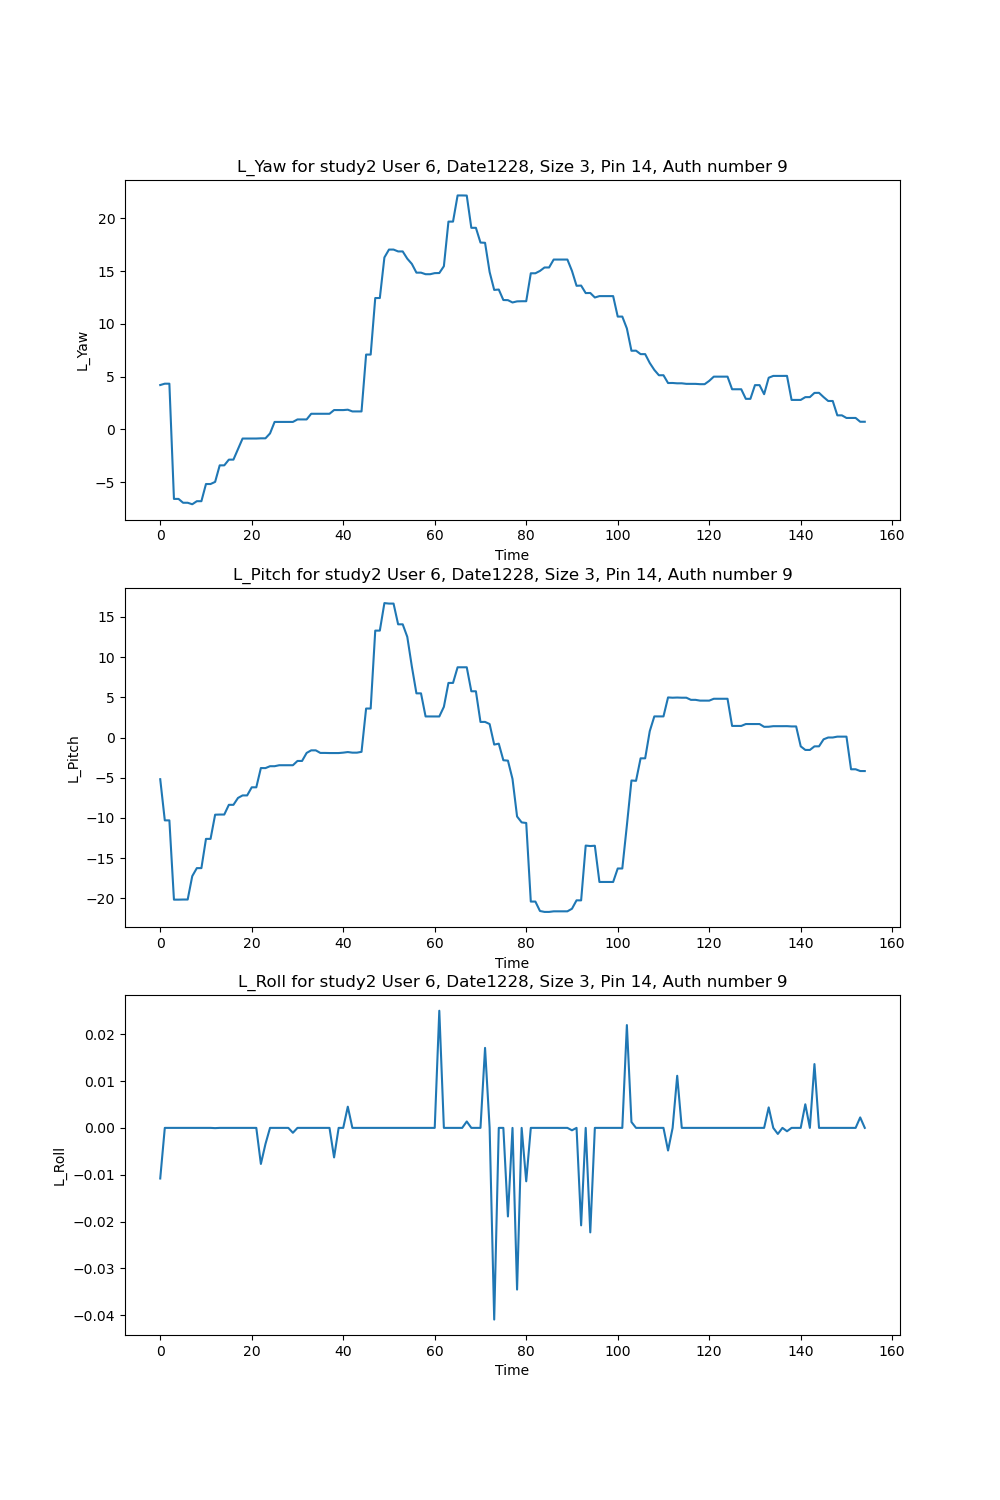 L_Yaw for study2 User 6, Date1228, Size 3, Pin 14, Auth number 9
20
15
10
5
0
−5
L_Yaw
0 20 40 60 80 100 120 140 160
Time
L_Pitch for study2 User 6, Date1228, Size 3, Pin 14, Auth number 9
15
10
5
0
−5
−10
−15
−20
L_Pitch
0 20 40 60 80 100 120 140 160
Time
L_Roll for study2 User 6, Date1228, Size 3, Pin 14, Auth number 9
0.02
0.01
0.00
−0.01
−0.02
−0.03
−0.04
L_Roll
0 20 40 60 80 100 120 140 160
Time